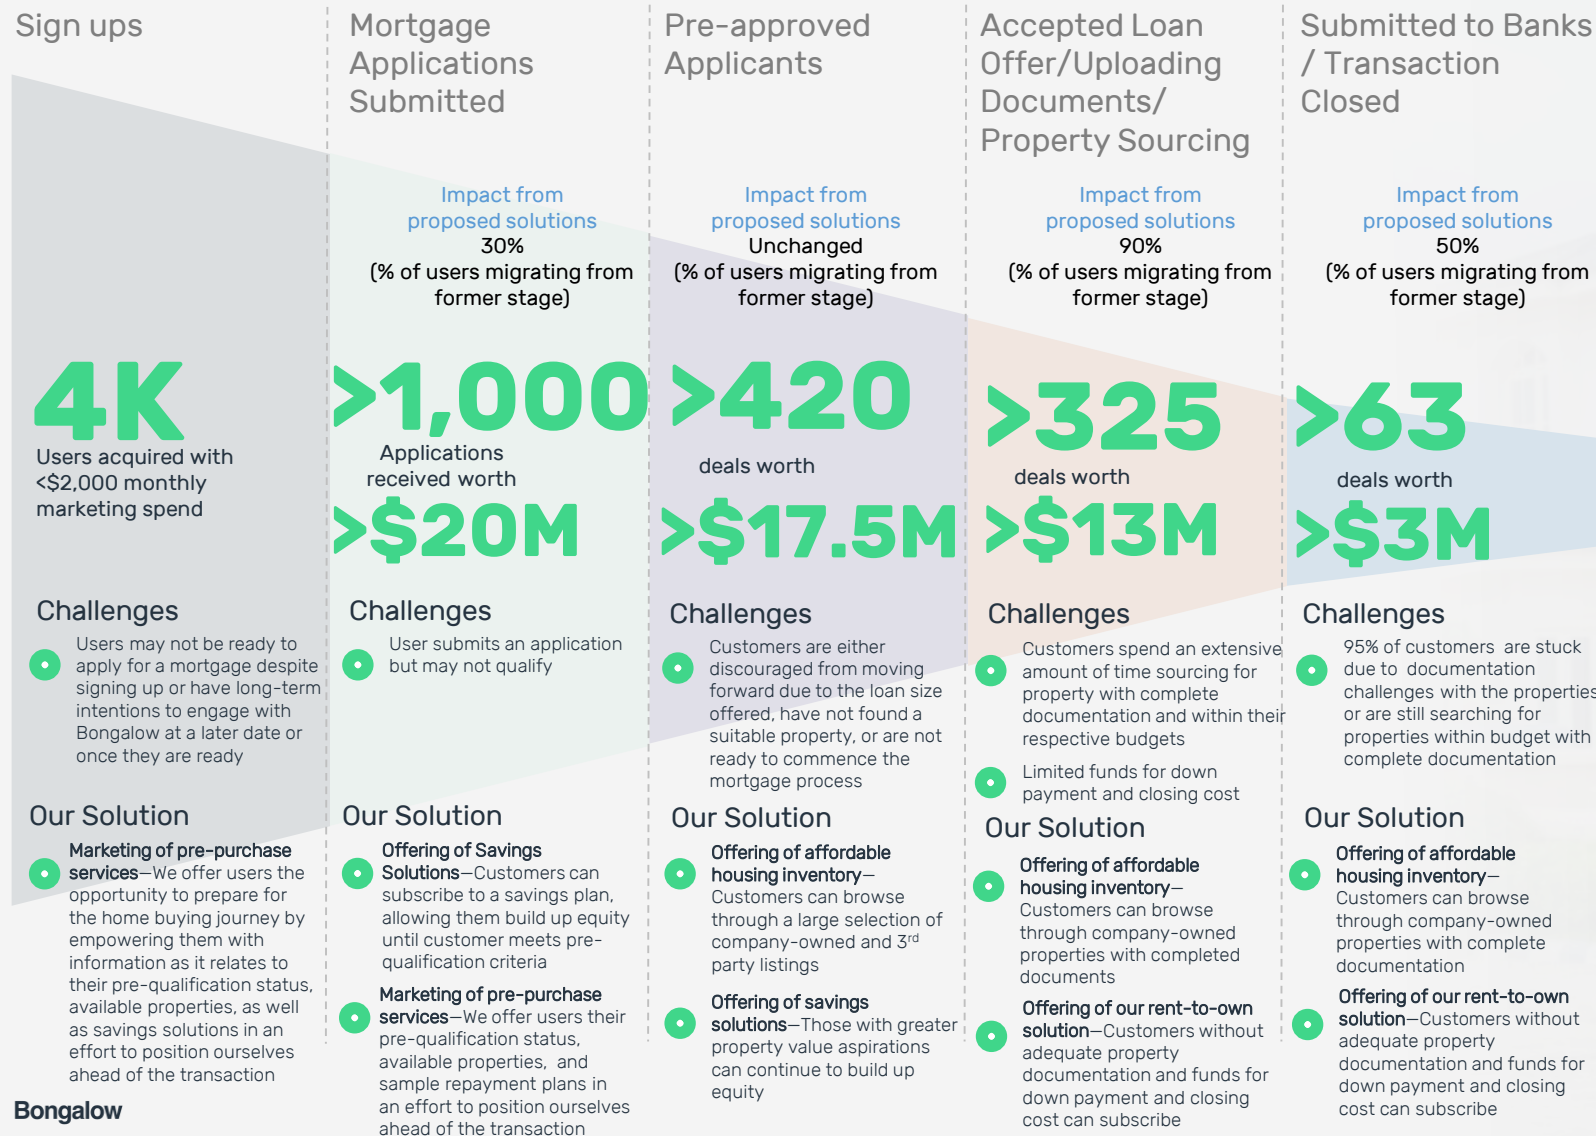 Sign ups
Users acquired with
4K
<$2,000 monthly
marketing spend
Challenges
Users may not be ready to
apply for a mortgage despite
signing up or have long-term
intentions to engage with
Bongalow at a later date or
once they are ready
Our Solution
Marketing of pre-purchase
services—We offer users the
opportunity to prepare for
the home buying journey by
empowering them with
information as it relates to
their pre-qualification status,
available properties, as well
as savings solutions in an
effort to position ourselves
ahead of the transaction
Mortgage
Applications
Submitted
Impact from
proposed solutions
30%
(% of users migrating from
former stage)
>1,000
Applications
received worth
>$20M
Challenges
User submits an application
but may not qualify
Our Solution
Offering of Savings
Solutions—Customers can
subscribe to a savings plan,
allowing them build up equity
until customer meets pre-
qualification criteria
Marketing of pre-purchase
services—We offer users their
pre-qualification status,
available properties, and
sample repayment plans in
an effort to position ourselves
ahead of the transaction
Pre-approved
Applicants
Impact from
proposed solutions
Unchanged
(% of users migrating from
former stage)
>420
deals worth
>$17.5M
Challenges
Customers are either
discouraged from moving
forward due to the loan size
offered, have not found a
suitable property, or are not
ready to commence the
mortgage process
Our Solution
Offering of affordable
housing inventory—
Customers can browse
through a large selection of
company-owned and 3rd
party listings
Offering of savings
solutions—Those with greater
property value aspirations
can continue to build up
equity
Accepted Loan
Offer/Uploading
Documents/
Property Sourcing
Impact from
proposed solutions
90%
(% of users migrating from
former stage)
>325
deals worth
>$13M
Challenges
Customers spend an extensive
amount of time sourcing for
property with complete
documentation and within their
respective budgets
Limited funds for down
payment and closing cost
Our Solution
Offering of affordable
housing inventory—
Customers can browse
through company-owned
properties with completed
documents
Offering of our rent-to-own
solution—Customers without
adequate property
documentation and funds for
down payment and closing
cost can subscribe
Submitted to Banks
/ Transaction
Closed
Impact from
proposed solutions
50%
(% of users migrating from
former stage)
>63
deals worth
>$3M
Challenges
95% of customers are stuck
due to documentation
challenges with the properties
or are still searching for
properties within budget with
complete documentation
Our Solution
Offering of affordable
housing inventory—
Customers can browse
through company-owned
properties with complete
documentation
Offering of our rent-to-own
solution—Customers without
adequate property
documentation and funds for
down payment and closing
cost can subscribe
Bongalow